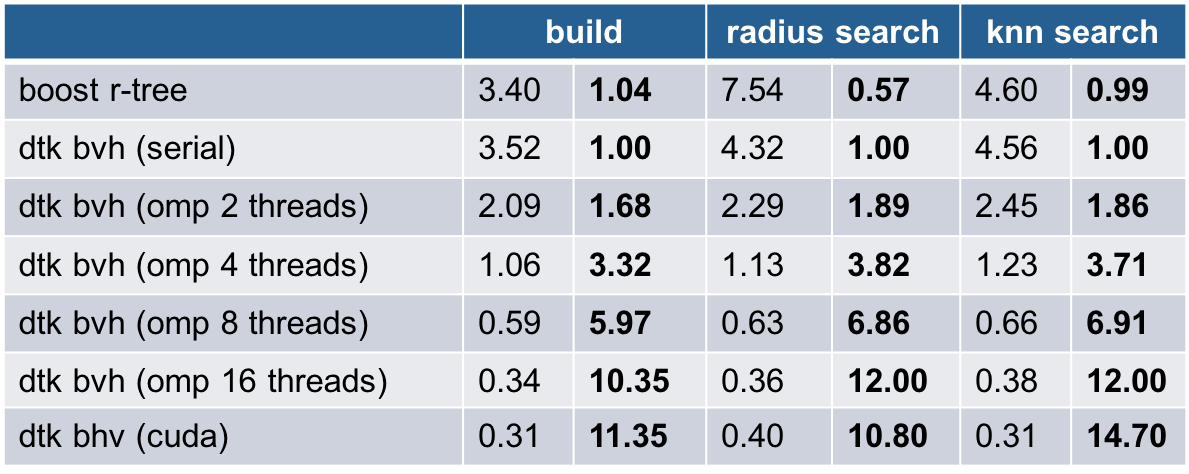 build radius search knn search
boost r-tree 3.40 1.04 7.54 0.57 4.60 0.99
dtk bvh (serial) 3.52 1.00 4.32 1.00 4.56 1.00
dtk bvh (omp 2 threads) 2.09 1.68 2.29 1.89 2.45 1.86
dtk bvh (omp 4 threads) 1.06 3.32 1.13 3.82 1.23 3.71
dtk bvh (omp 8 threads) 0.59 5.97 0.63 6.86 0.66 6.91
dtk bvh (omp 16 threads) 0.34 10.35 0.36 12.00 0.38 12.00
dtk bhv (cuda) 0.31 11.35 0.40 10.80 0.31 14.70